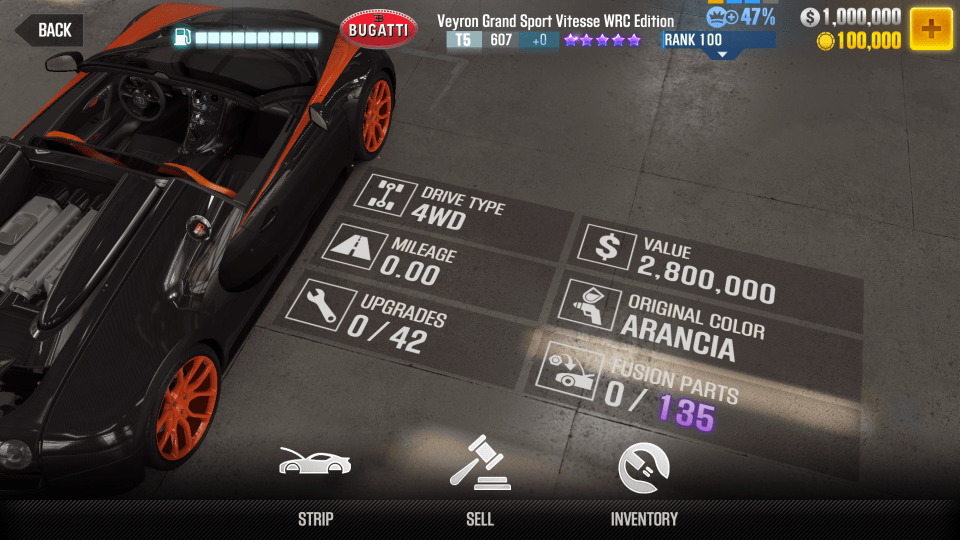 BACK
BUGATTI
Veyron Grand Sport Vitesse WRC Edition
T5 607 +0
+47%
RANK 100
$ 1,000,000
100,000
+
DRIVE TYPE
4WD
MILEAGE
0.00
UPGRADES
0 / 42
$ VALUE
2,800,000
ORIGINAL COLOR
ARANCIA
FUSION PARTS
0 / 135
STRIP
SELL
INVENTORY